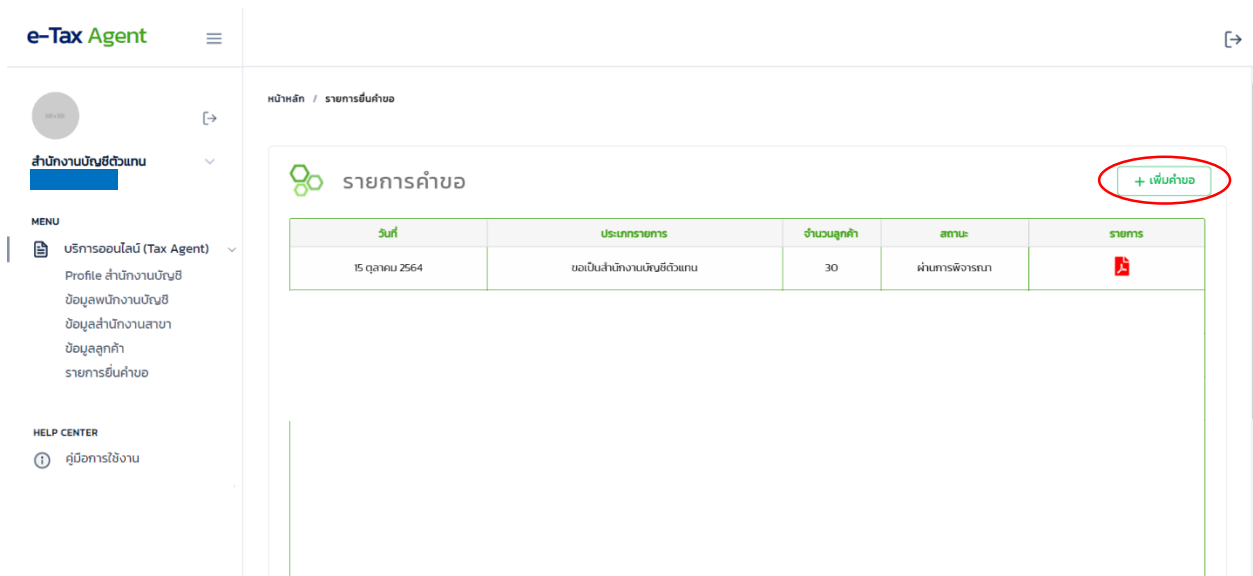 e-Tax Agent
สำนักงานบัญชีตัวแทน
MENU
บริการออนไลน์ (Tax Agent)
Profile สำนักงานบัญชี
ข้อมูลพนักงานบัญชี
ข้อมูลสำนักงานสาขา
ข้อมูลลูกค้า
รายการยื่นคำขอ
HELP CENTER
คู่มือการใช้งาน
หน้าหลัก / รายการยื่นคำขอ
รายการคำขอ
+ เพิ่มคำขอ
วันที่ ประเภทรายการ จำนวนลูกค้า สถานะ รายการ
15 ตุลาคม 2564 ขอเป็นสำนักงานบัญชีตัวแทน 30 ผ่านการพิจารณา